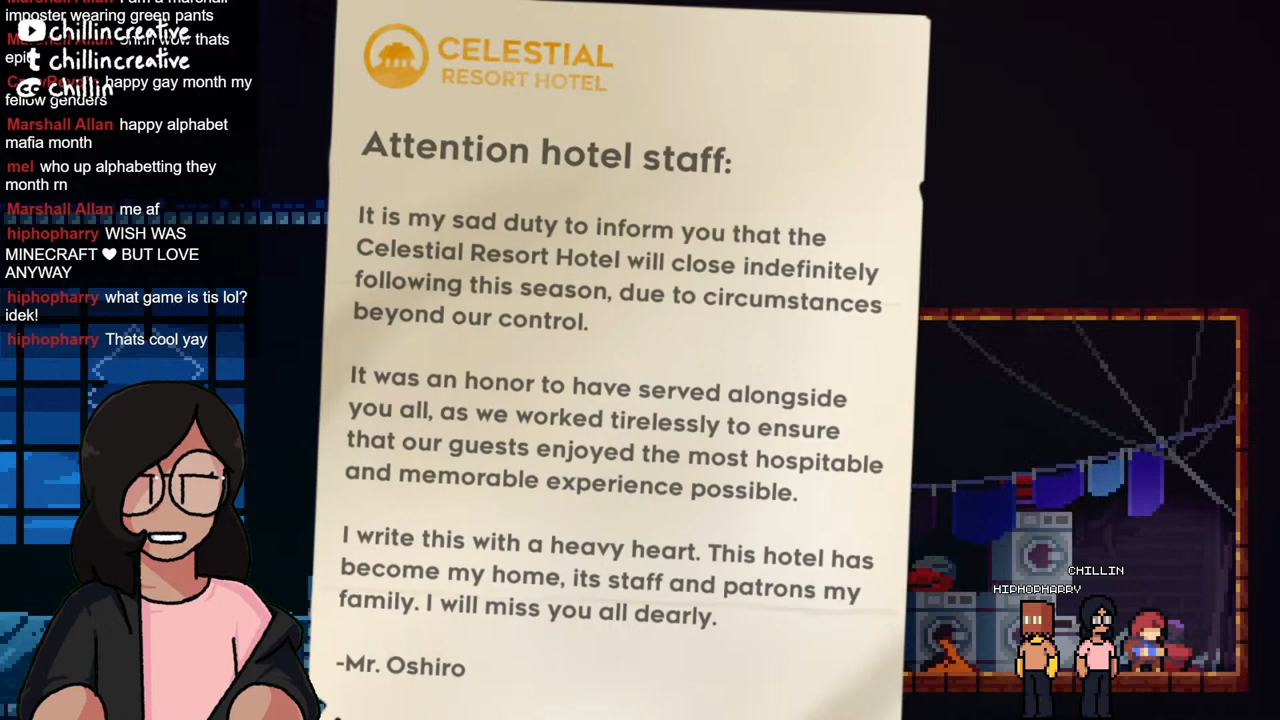 imposter wearing green pants
chillincreative
thats
epic
chillincreative
happy gay month my
chillin
fellow genders
Marshall Allan happy alphabet
mafia month
mel who up alphabetting they
month rn
Marshall Allan me af
hiphopharry WISH WAS
MINECRAFT ♥ BUT LOVE
ANYWAY
hiphopharry what game is tis lol?
idek!
hiphopharry Thats cool yay
CELESTIAL
RESORT HOTEL
Attention hotel staff:
It is my sad duty to inform you that the
Celestial Resort Hotel will close indefinitely
following this season, due to circumstances
beyond our control.
It was an honor to have served alongside
you all, as we worked tirelessly to ensure
that our guests enjoyed the most hospitable
and memorable experience possible.
I write this with a heavy heart. This hotel has
become my home, its staff and patrons my
family. I will miss you all dearly.
-Mr. Oshiro
CHILLIN
HIPHOPHARRY